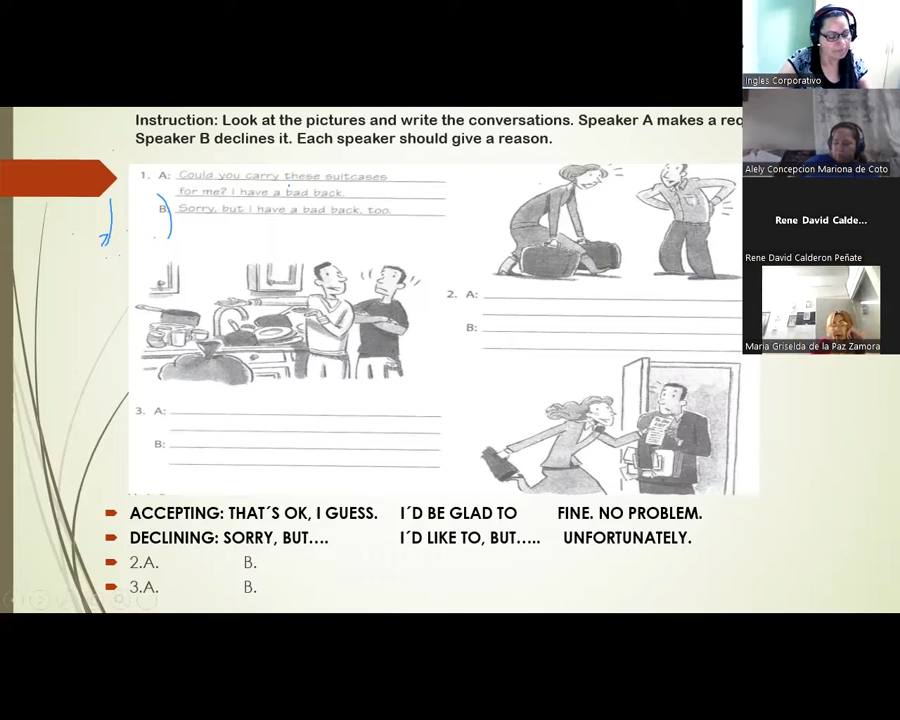 Instruction: Look at the pictures and write the conversations. Speaker A makes a req
Speaker B declines it. Each speaker should give a reason.
1. A: Could you carry these suitcases
for me? I have a bad back.
B: Sorry, but I have a bad back, too.
2. A:
B:
3. A:
B:
ACCEPTING: THAT´S OK, I GUESS. I´D BE GLAD TO FINE. NO PROBLEM.
DECLINING: SORRY, BUT…. I´D LIKE TO, BUT….. UNFORTUNATELY.
2.A. B.
3.A. B.
Ingles Corporativo
Alely Concepcion Mariona de Coto
Rene David Calde...
Rene David Calderon Peñate
Maria Griselda de la Paz Zamora